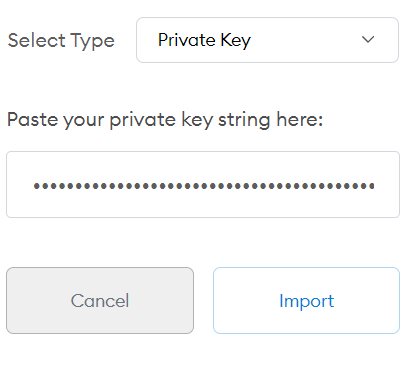 Select Type Private Key
Paste your private key string here:
••••••••••••••••••••••••••••••••••••••••••
Cancel Import